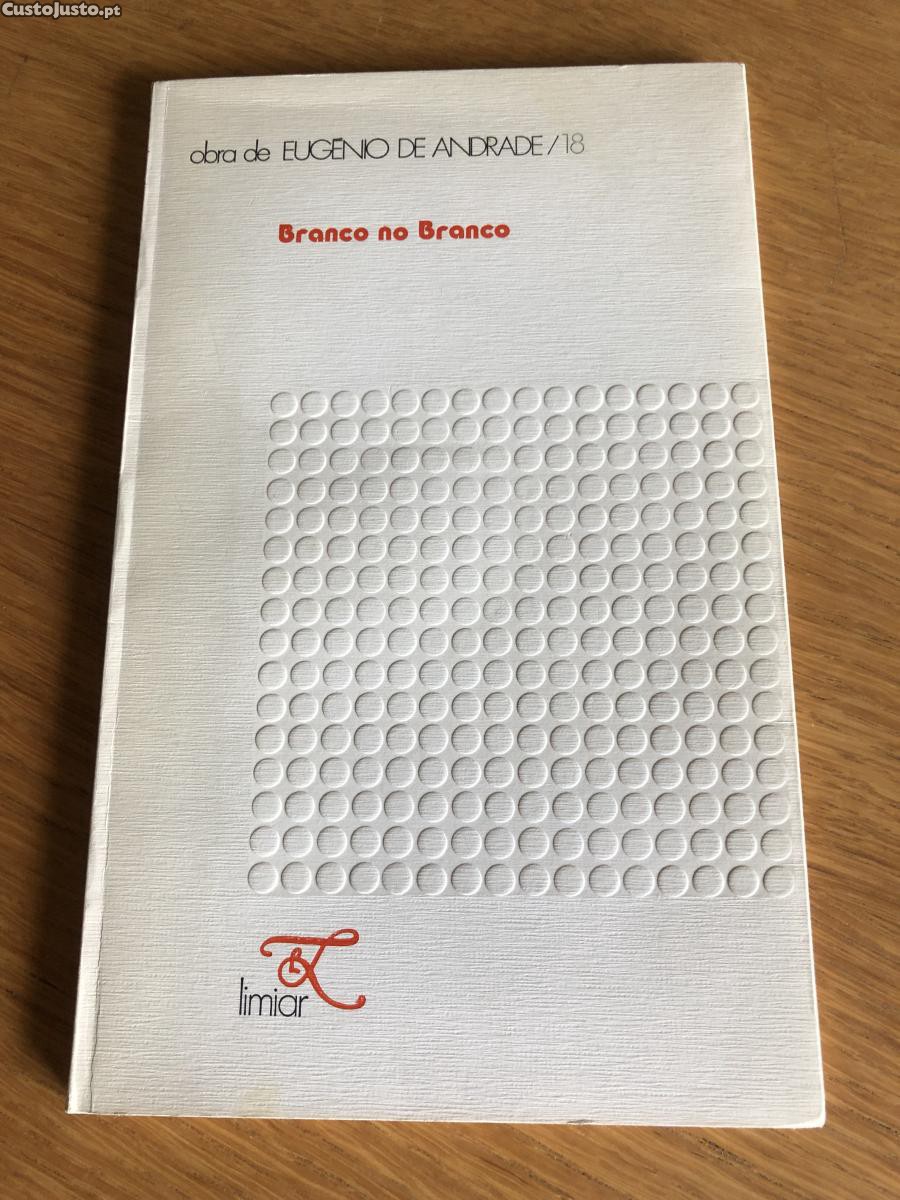 CustoJusto.pt
obra de EUGÉNIO DE ANDRADE/18
Branco no Branco
limiar